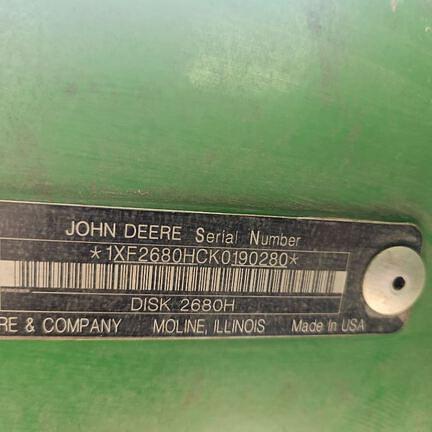 JOHN DEERE Serial Number
*1XF2680HCK0190280*
DISK 2680H
RE & COMPANY MOLINE, ILLINOIS Made In USA